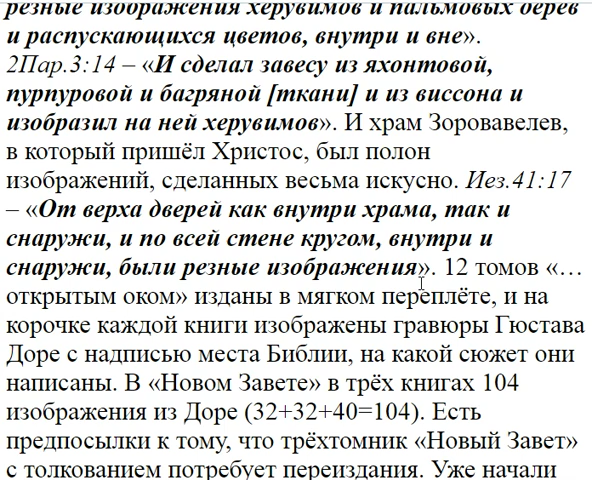 резные изображения херувимов и пальмовых дерев
и распускающихся цветов, внутри и вне».
2Пар.3:14 – «И сделал завесу из яхонтовой,
пурпуровой и багряной [ткани] и из виссона и
изобразил на ней херувимов». И храм Зоровавелев,
в который пришёл Христос, был полон
изображений, сделанных весьма искусно. Иез.41:17
– «От верха дверей как внутри храма, так и
снаружи, и по всей стене кругом, внутри и
снаружи, были резные изображения». 12 томов «…
открытым оком» изданы в мягком переплёте, и на
корочке каждой книги изображены гравюры Гюстава
Доре с надписью места Библии, на какой сюжет они
написаны. В «Новом Завете» в трёх книгах 104
изображения из Доре (32+32+40=104). Есть
предпосылки к тому, что трёхтомник «Новый Завет»
с толкованием потребует переиздания. Уже начали